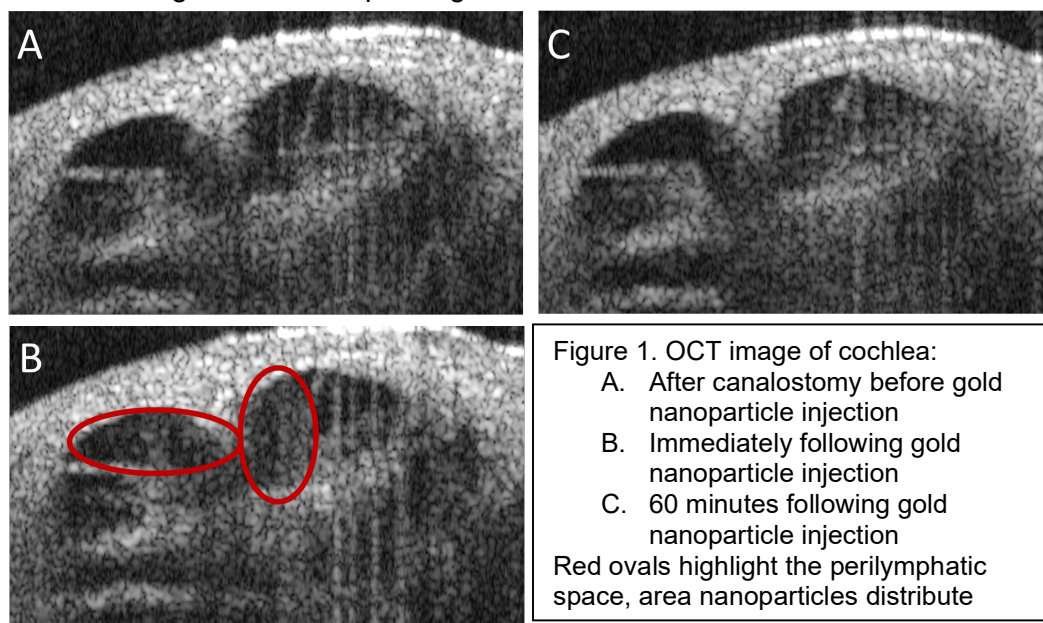 A
C
B
Figure 1. OCT image of cochlea:
A. After canalostomy before gold
nanoparticle injection
B. Immediately following gold
nanoparticle injection
C. 60 minutes following gold
nanoparticle injection
Red ovals highlight the perilymphatic
space, area nanoparticles distribute